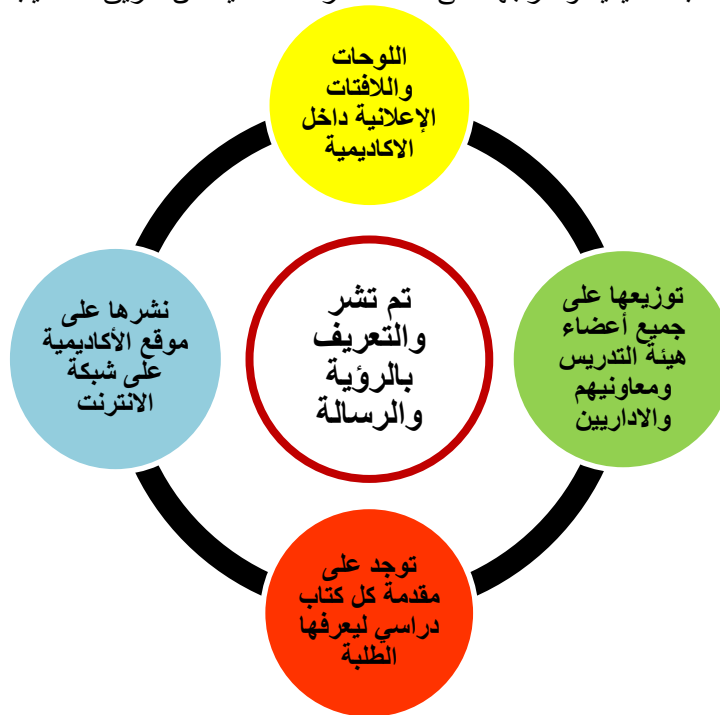 اللوحات
واللافتات
الإعلانية داخل
الاكاديمية
توزيعها على
جميع أعضاء
هيئة التدريس
ومعاونيهم
والاداريين
تم تشر
والتعريف
بالرؤية
والرسالة
نشرها على
موقع الأكاديمية
على شبكة
الانترنت
توجد على
مقدمة كل كتاب
دراسي ليعرفها
الطلبة